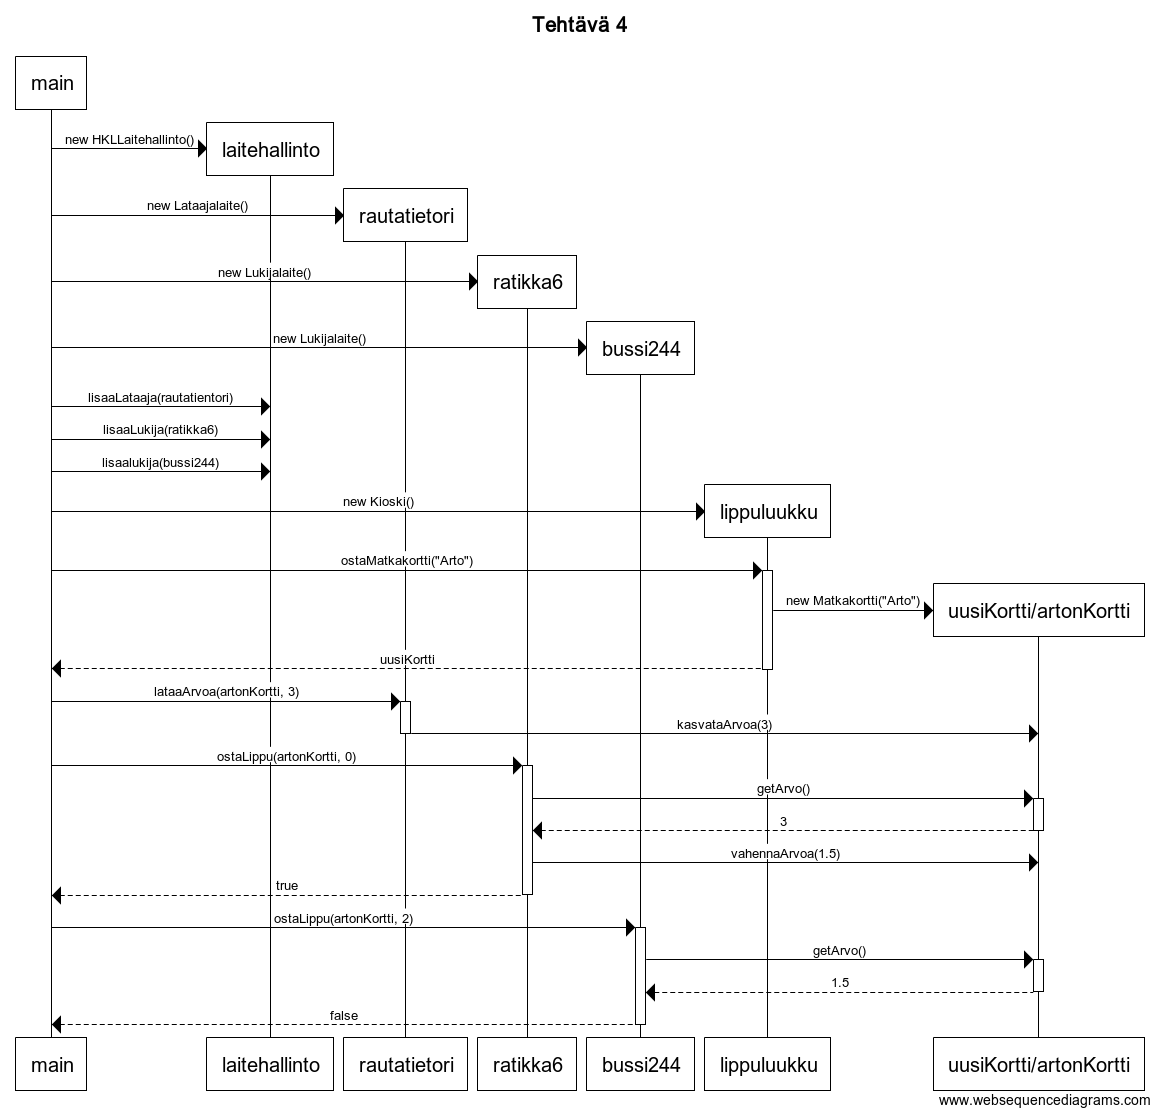 Tehtävä 4
main
new HKLLaitehallinto()
laitehallinto
new Lataajalaite()
rautatietori
new Lukijalaite()
ratikka6
new Lukijalaite()
bussi244
lisaaLataaja(rautatientori)
lisaaLukija(ratikka6)
lisaalukija(bussi244)
new Kioski()
lippuluukku
ostaMatkakortti("Arto")
new Matkakortti("Arto")
uusiKortti/artonKortti
uusiKortti
lataaArvoa(artonKortti, 3)
kasvataArvoa(3)
ostaLippu(artonKortti, 0)
getArvo()
3
vahennaArvoa(1.5)
true
ostaLippu(artonKortti, 2)
getArvo()
1.5
false
main laitehallinto rautatietori ratikka6 bussi244 lippuluukku uusiKortti/artonKortti
www.websequencediagrams.com